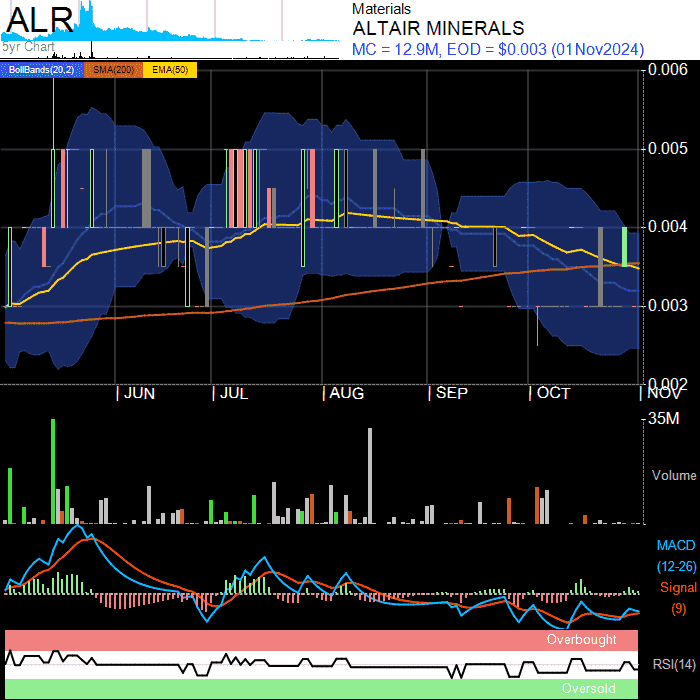 ALR
5yr Chart
Materials
ALTAIR MINERALS
MC = 12.9M, EOD = $0.003 (01Nov2024)
BollBands(20,2) SMA(200) EMA(50)
0.006
0.005
0.004
0.003
0.002
JUN JUL AUG SEP OCT NOV
35M
Volume
MACD
(12-26)
Signal
(9)
Overbought
RSI(14)
Oversold